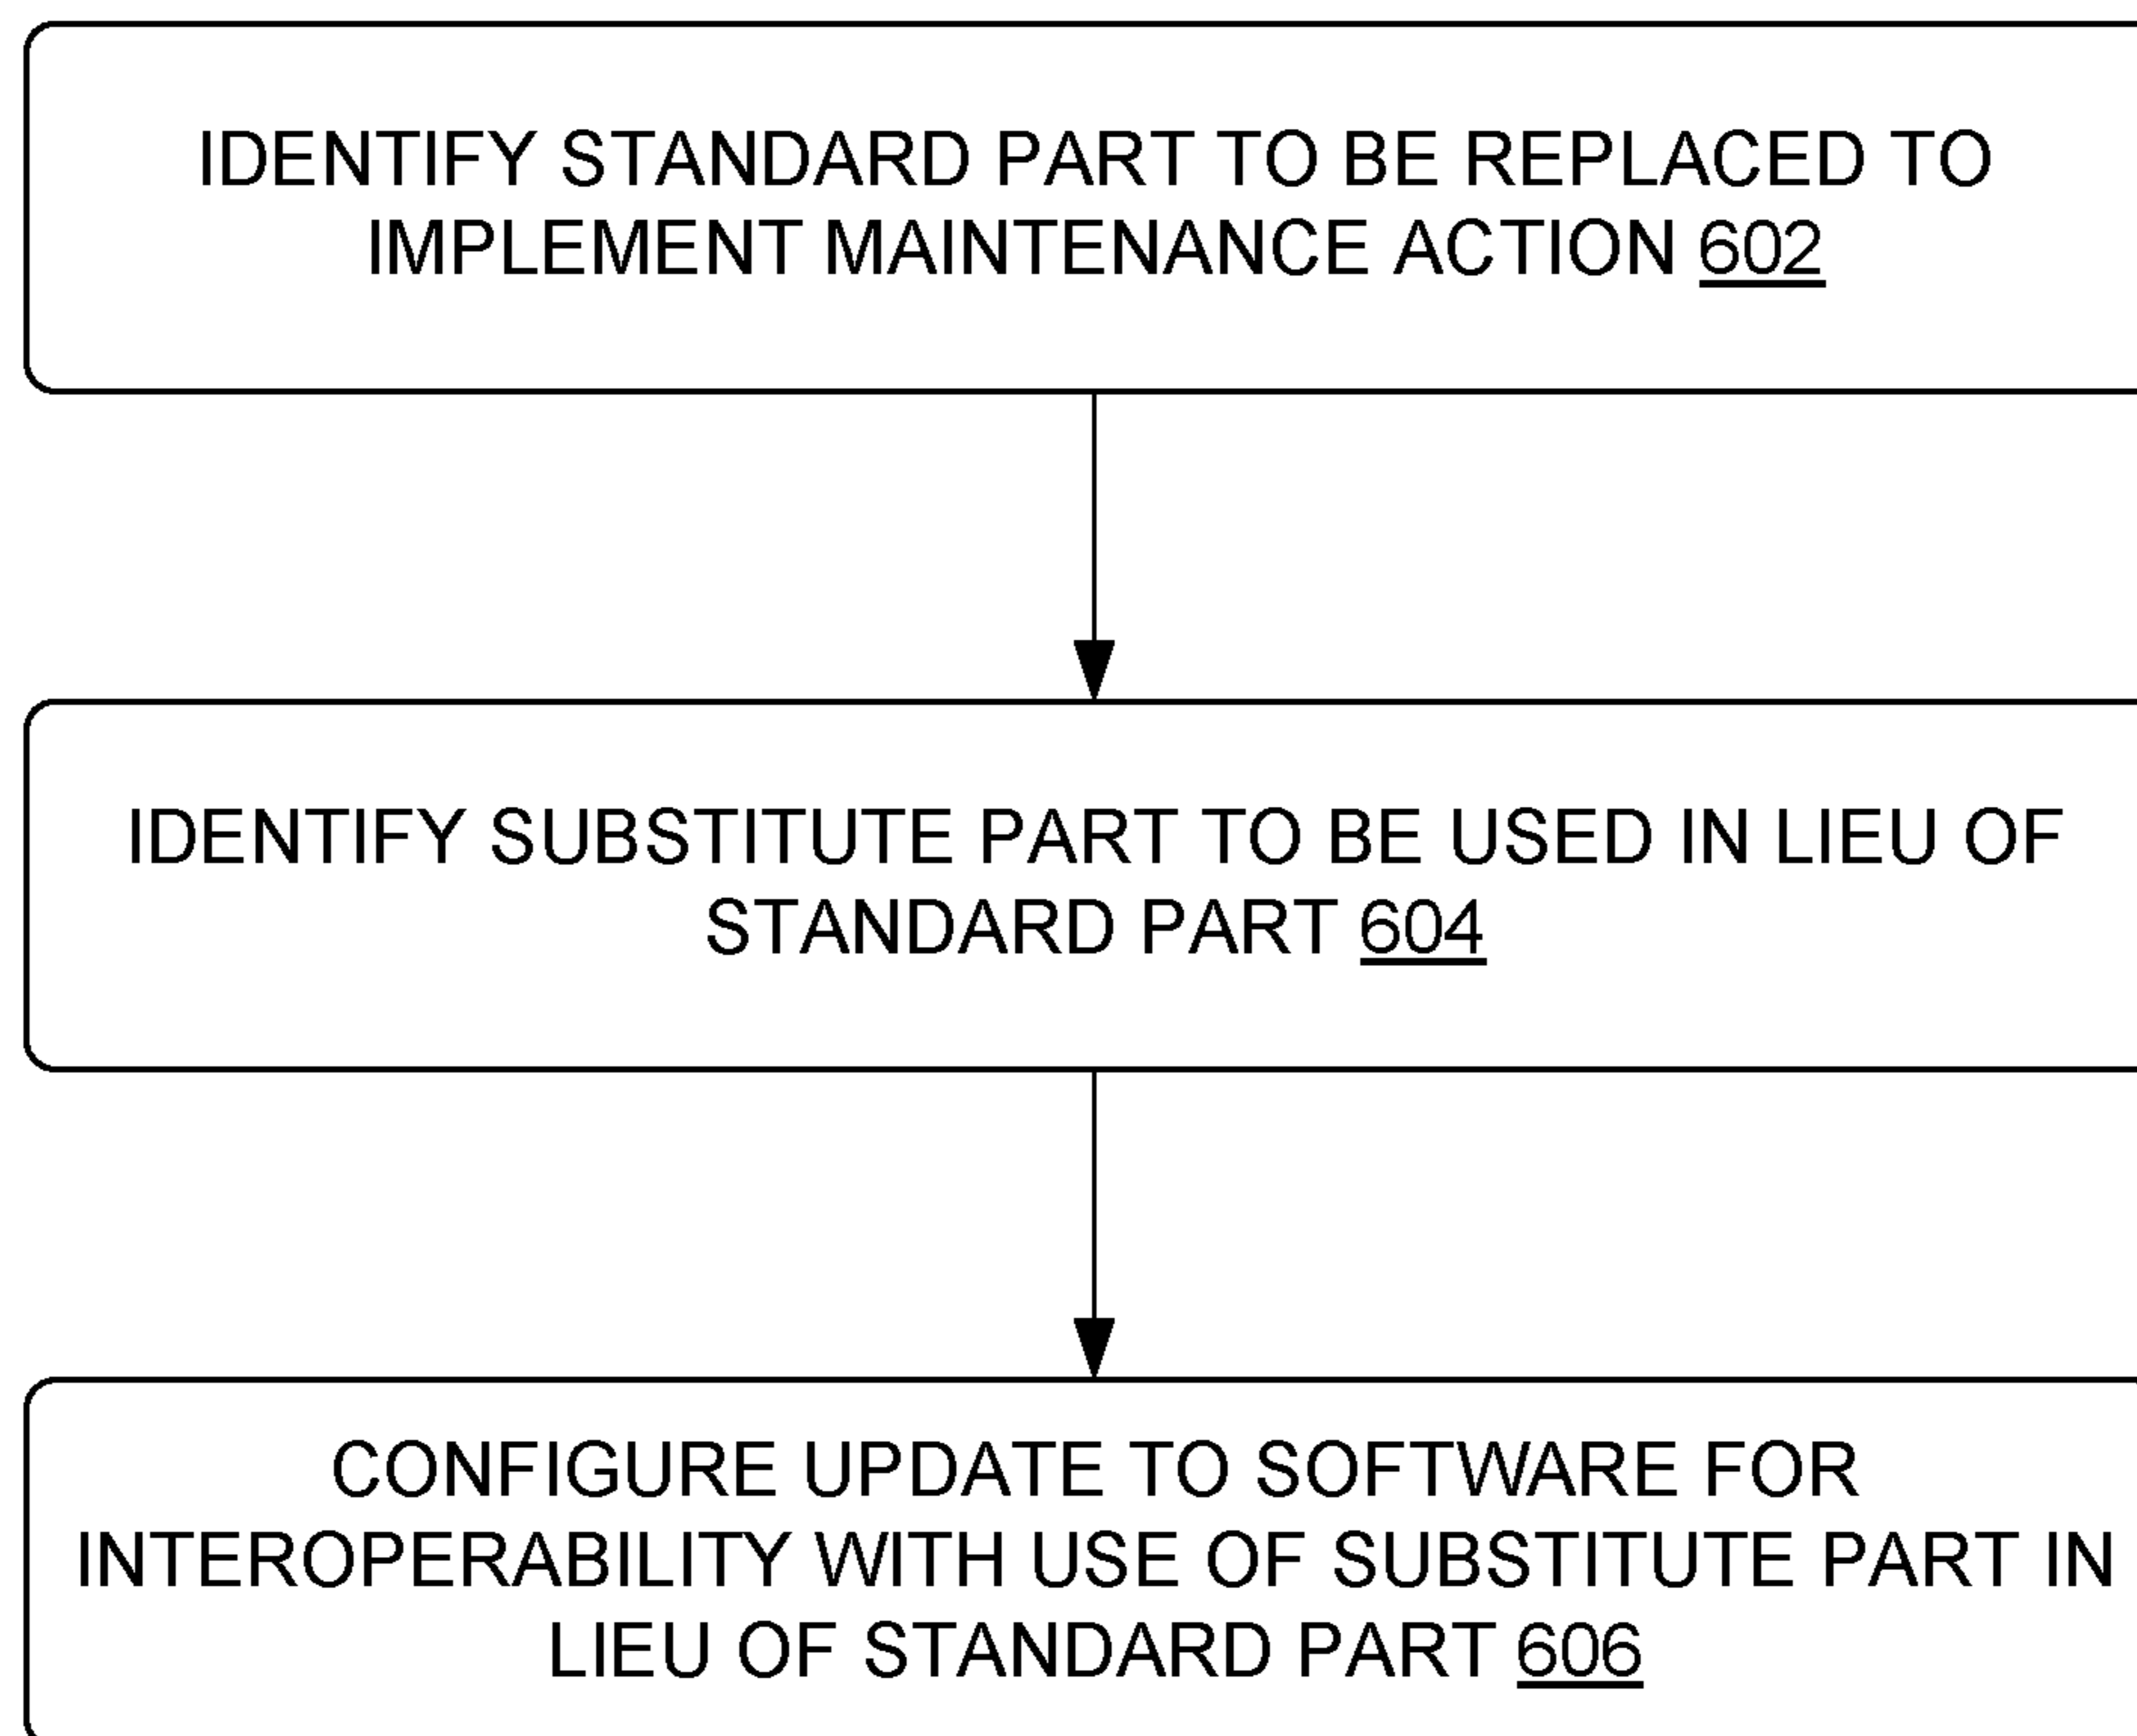 IDENTIFY STANDARD PART TO BE REPLACED TO
IMPLEMENT MAINTENANCE ACTION 602
IDENTIFY SUBSTITUTE PART TO BE USED IN LIEU OF
STANDARD PART 604
CONFIGURE UPDATE TO SOFTWARE FOR
INTEROPERABILITY WITH USE OF SUBSTITUTE PART IN
LIEU OF STANDARD PART 606